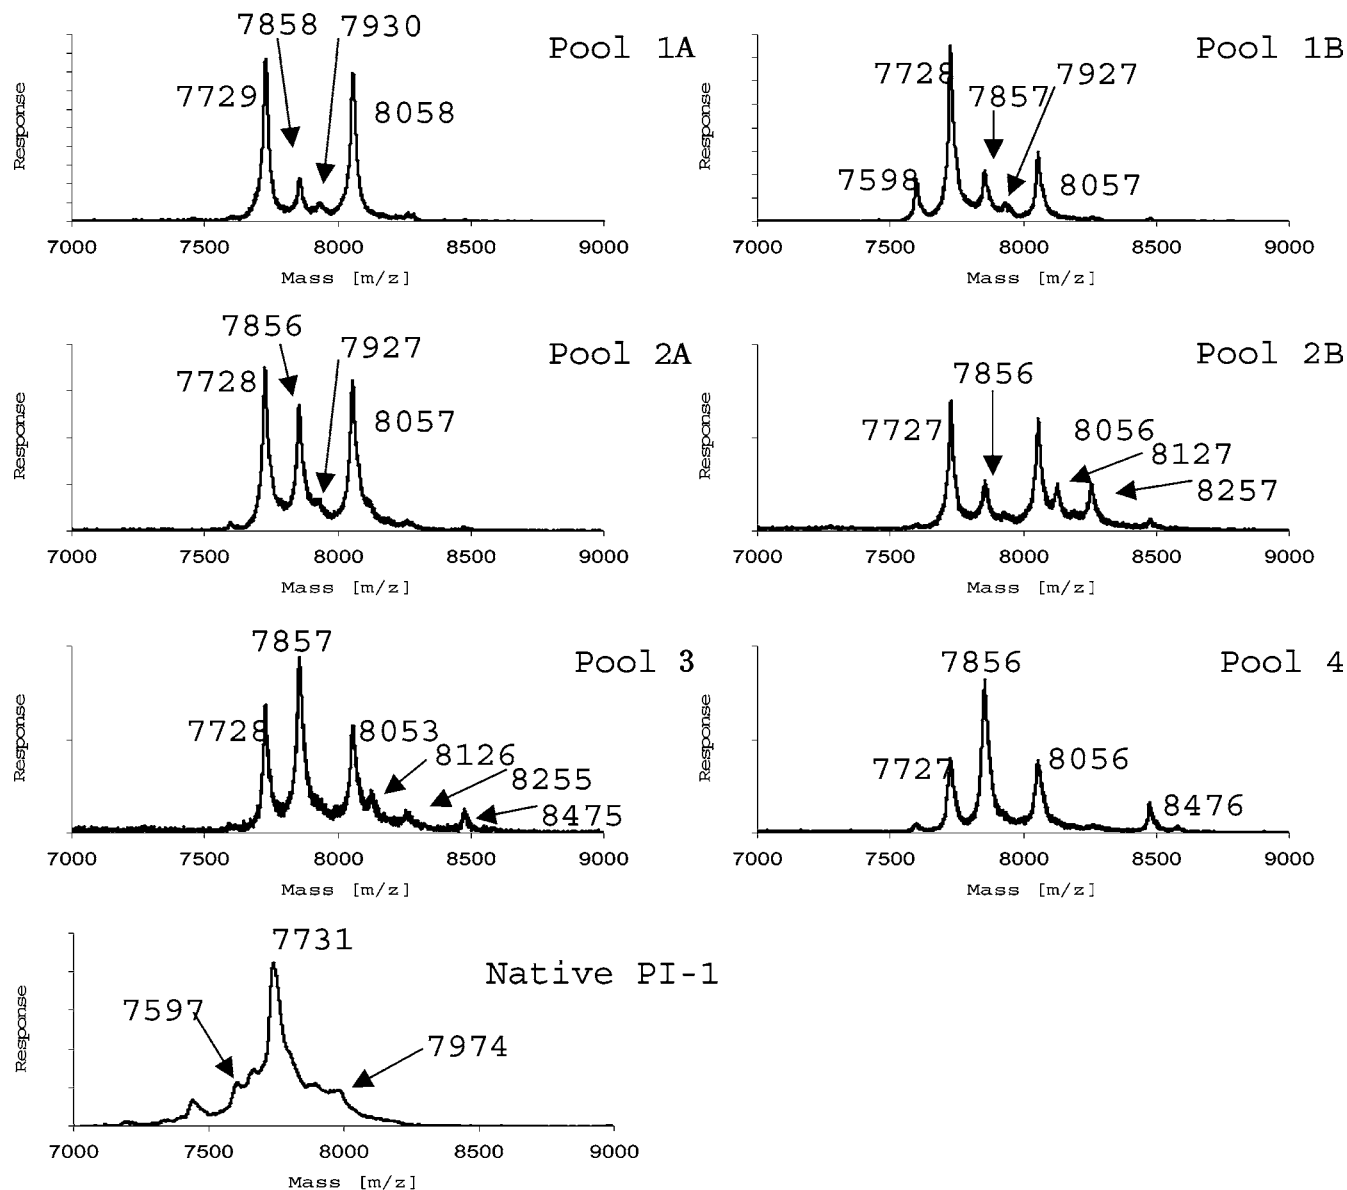 7858 7930
Pool 1A
7729
8058
Response
7000 7500 8000 8500 9000
Mass [m/z]
Pool 1B
7728
7927
7857
7598
8057
Response
7000 7500 8000 8500 9000
Mass [m/z]
7856
7927
Pool 2A
7728
8057
Response
7000 7500 8000 8500 9000
Mass [m/z]
Pool 2B
7856
7727
8056
8127
8257
Response
7000 7500 8000 8500 9000
Mass [m/z]
7857
Pool 3
7728
8053
8126
8255
8475
Response
7000 7500 8000 8500 9000
Mass [m/z]
7856
Pool 4
7727
8056
8476
Response
7000 7500 8000 8500 9000
Mass [m/z]
7731
Native PI-1
7597
7974
Response
7000 7500 8000 8500 9000
Mass [m/z]